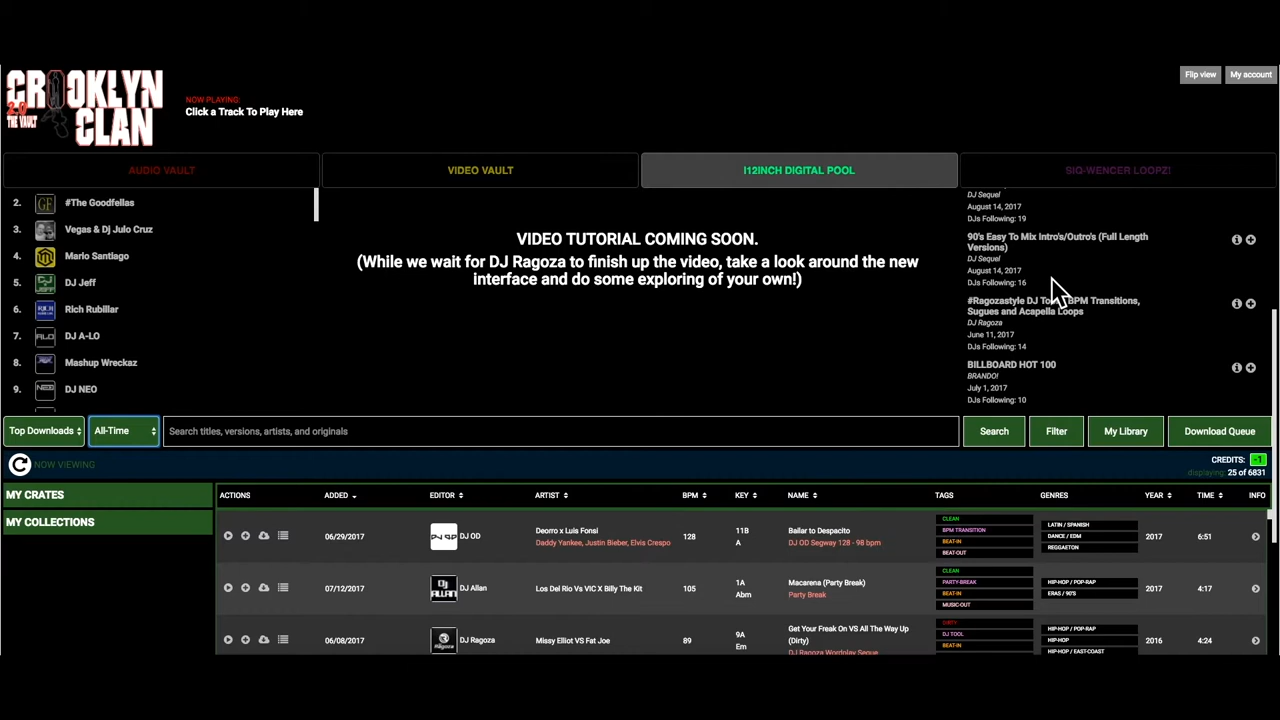 CROOKLYN
2.0
THE VAULT
CLAN
NOW PLAYING:
Click a Track To Play Here
Flip view
My account
AUDIO VAULT
VIDEO VAULT
I12INCH DIGITAL POOL
SIQ-WENCER LOOPZ!
2. #The Goodfellas
3. Vegas & Dj Julo Cruz
4. Mario Santiago
5. DJ Jeff
6. Rich Rubillar
7. DJ A-LO
8. Mashup Wreckaz
9. DJ NEO
VIDEO TUTORIAL COMING SOON.
(While we wait for DJ Ragoza to finish up the video, take a look around the new
interface and do some exploring of your own!)
DJ Sequel
August 14, 2017
DJs Following: 19
90's Easy To Mix Intro's/Outro's (Full Length
Versions)
DJ Sequel
August 14, 2017
DJs Following: 16
#Ragozastyle DJ BPM Transitions,
Sugues and Acapella Loops
DJ Ragoza
June 11, 2017
DJs Following: 14
BILLBOARD HOT 100
BRANDO!
July 1, 2017
DJs Following: 10
Top Downloads
All-Time
Search titles, versions, artists, and originals
Search
Filter
My Library
Download Queue
NOW VIEWING
CREDITS: -1
displaying: 25 of 6831
MY CRATES
MY COLLECTIONS
ACTIONS ADDED EDITOR ARTIST BPM KEY NAME TAGS GENRES YEAR TIME INFO
06/29/2017
DJ OD
Deorro x Luis Fonsi
Daddy Yankee, Justin Bieber, Elvis Crespo
128
11B
A
Bailar to Despacito
DJ OD Segway 128 - 98 bpm
CLEAN
BPM TRANSITION
BEAT-IN
BEAT-OUT
LATIN / SPANISH
DANCE / EDM
REGGAETON
2017
6:51
07/12/2017
DJ ALLAN
DJ Allan
Los Del Rio Vs VIC X Billy The Kit
105
1A
Abm
Macarena (Party Break)
Party Break
CLEAN
PARTY-BREAK
BEAT-IN
MUSIC-OUT
HIP-HOP / POP-RAP
ERAS / 90'S
2017
4:17
06/08/2017
DJ Ragoza
Missy Elliot VS Fat Joe
89
9A
Em
Get Your Freak On VS All The Way Up
(Dirty)
DJ Ragoza Wordplay Segue
DIRTY
DJ TOOL
BEAT-IN
HIP-HOP / POP-RAP
HIP-HOP
HIP-HOP / EAST-COAST
2016
4:24